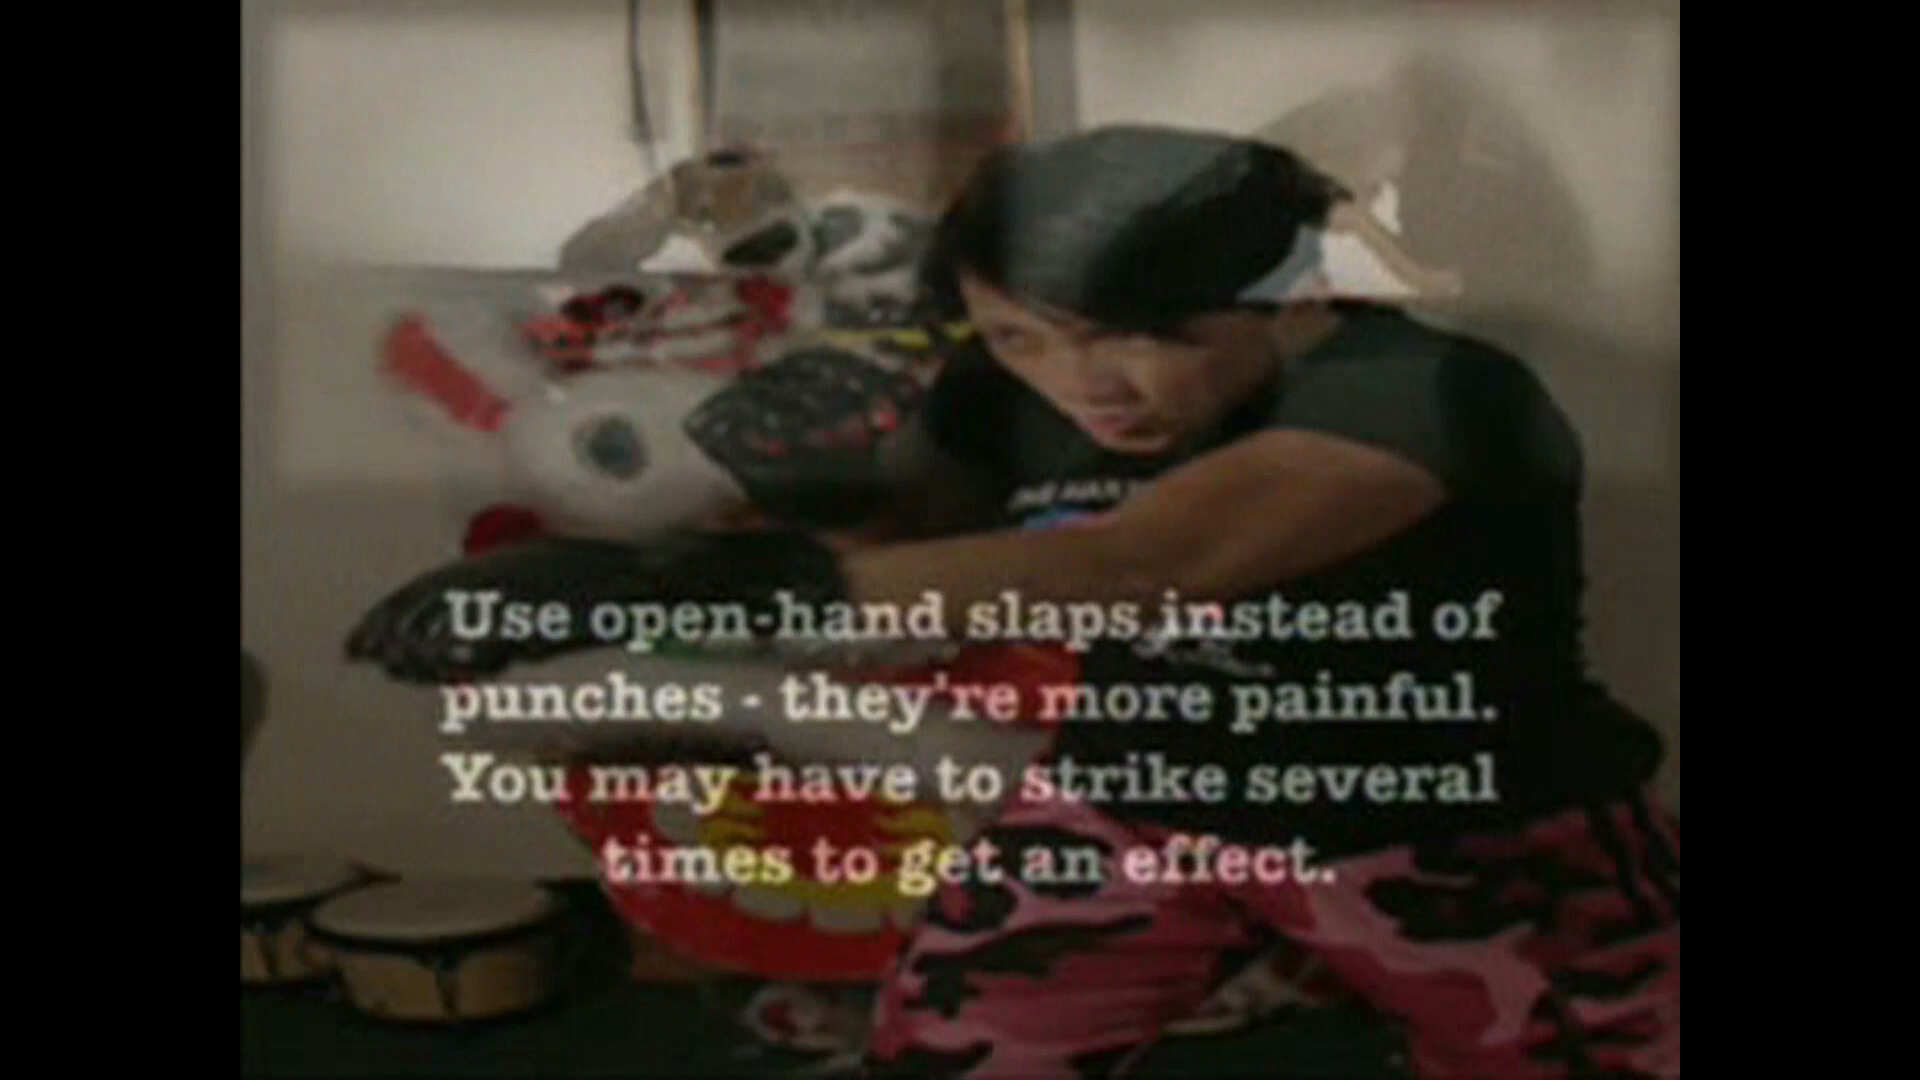 Use open-hand slaps instead of
punches - they're more painful.
You may have to strike several
times to get an effect.